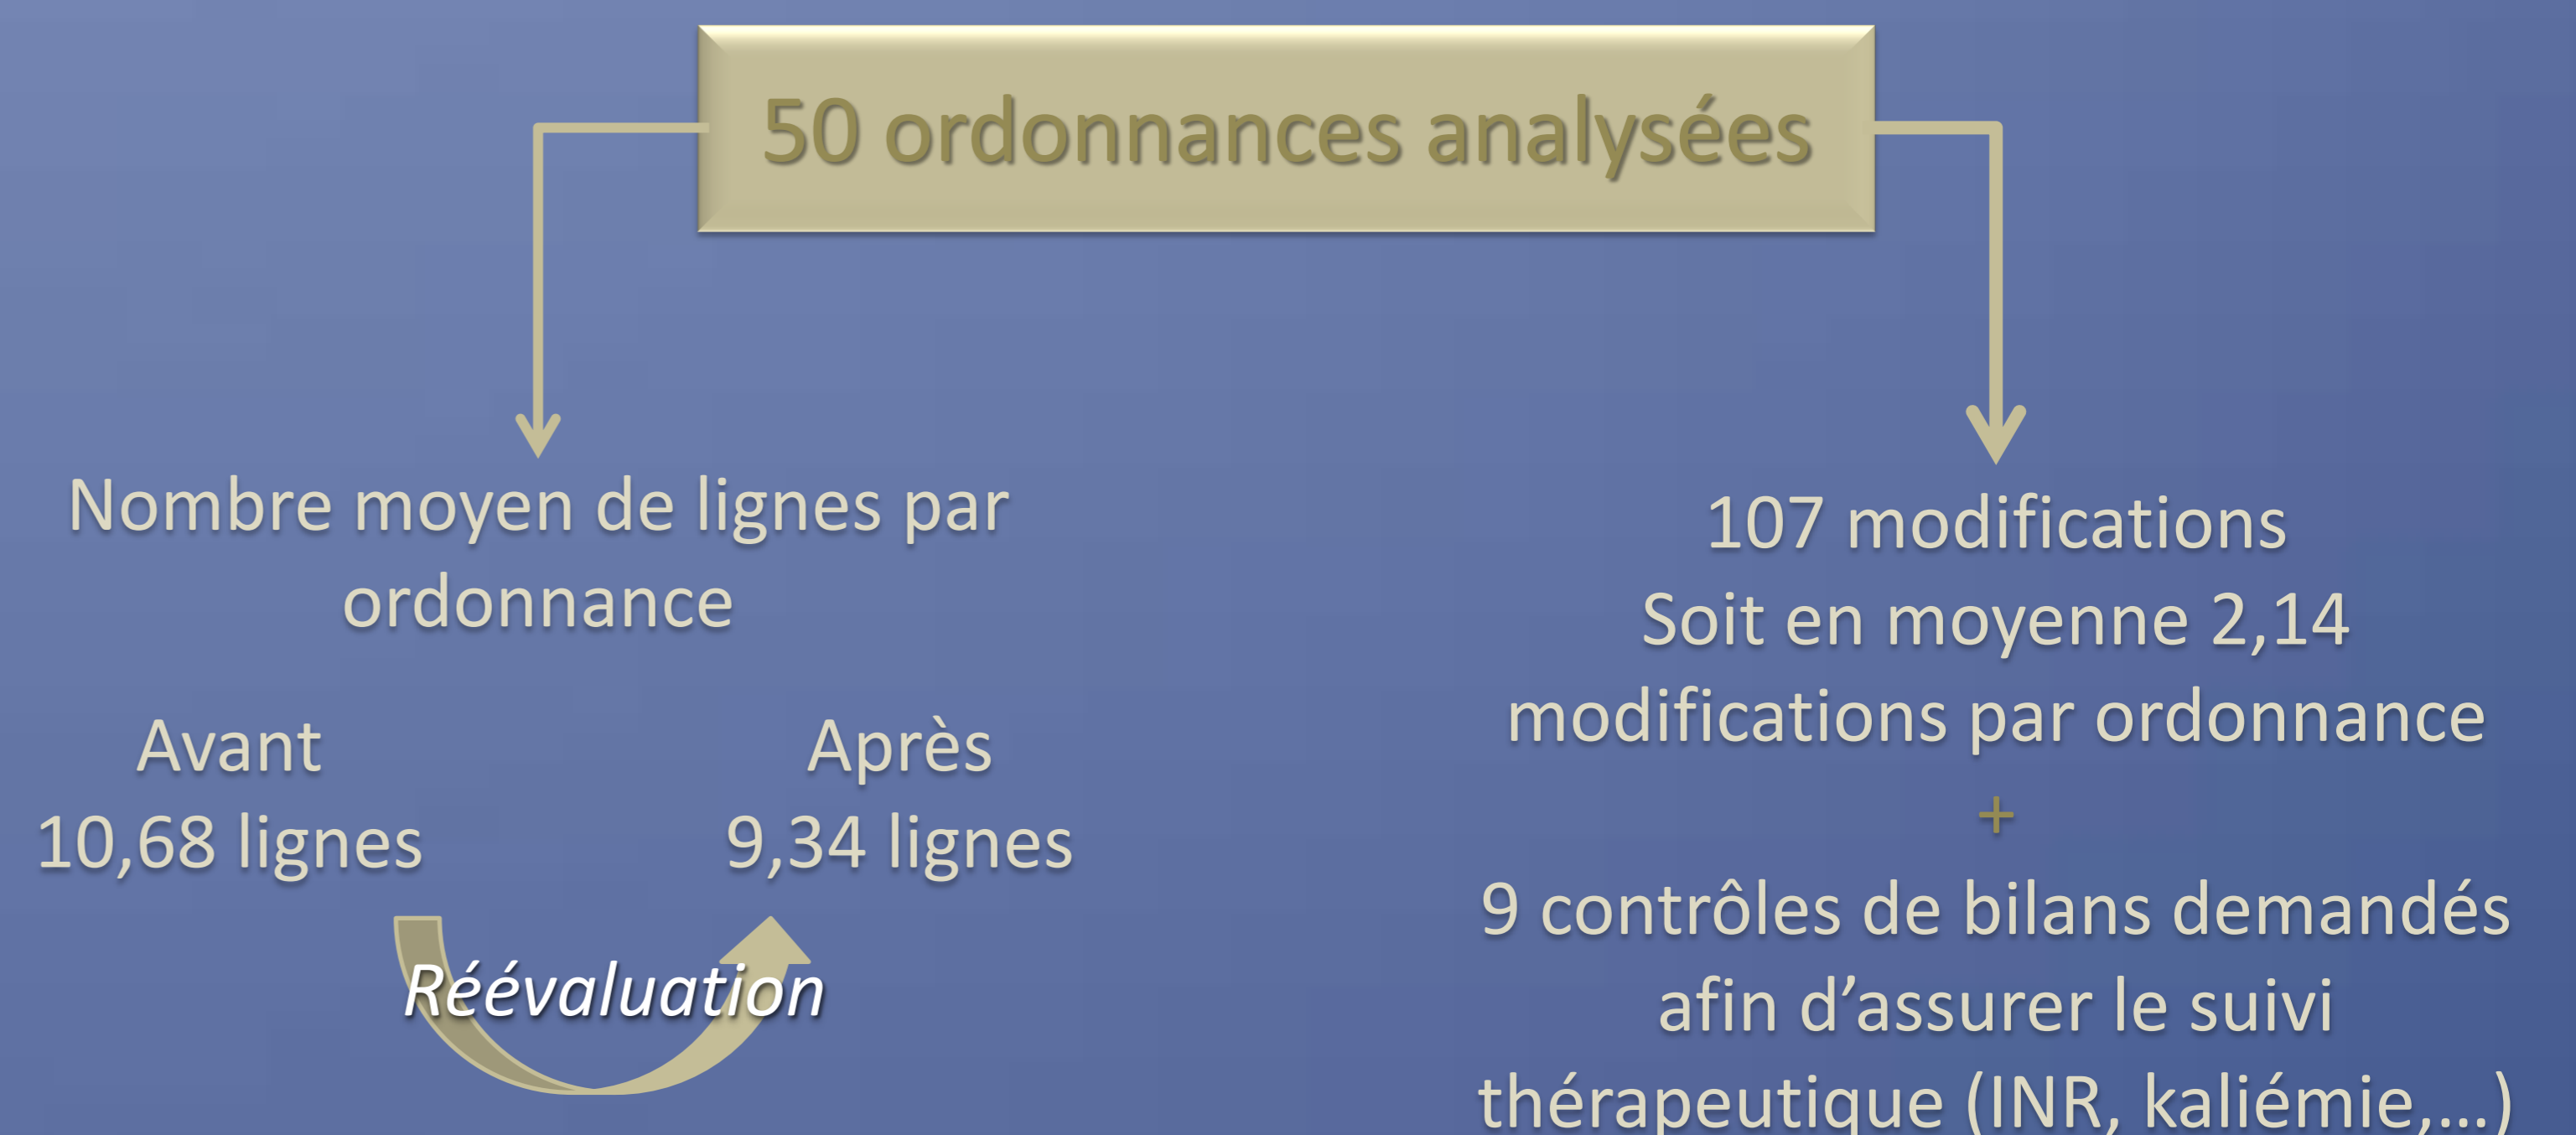 50 ordonnances analysées
Nombre moyen de lignes par
ordonnance
Avant
10,68 lignes
Après
9,34 lignes
Réévaluation
107 modifications
Soit en moyenne 2,14
modifications par ordonnance
+
9 contrôles de bilans demandés
afin d’assurer le suivi
thérapeutique (INR, kaliémie,…)